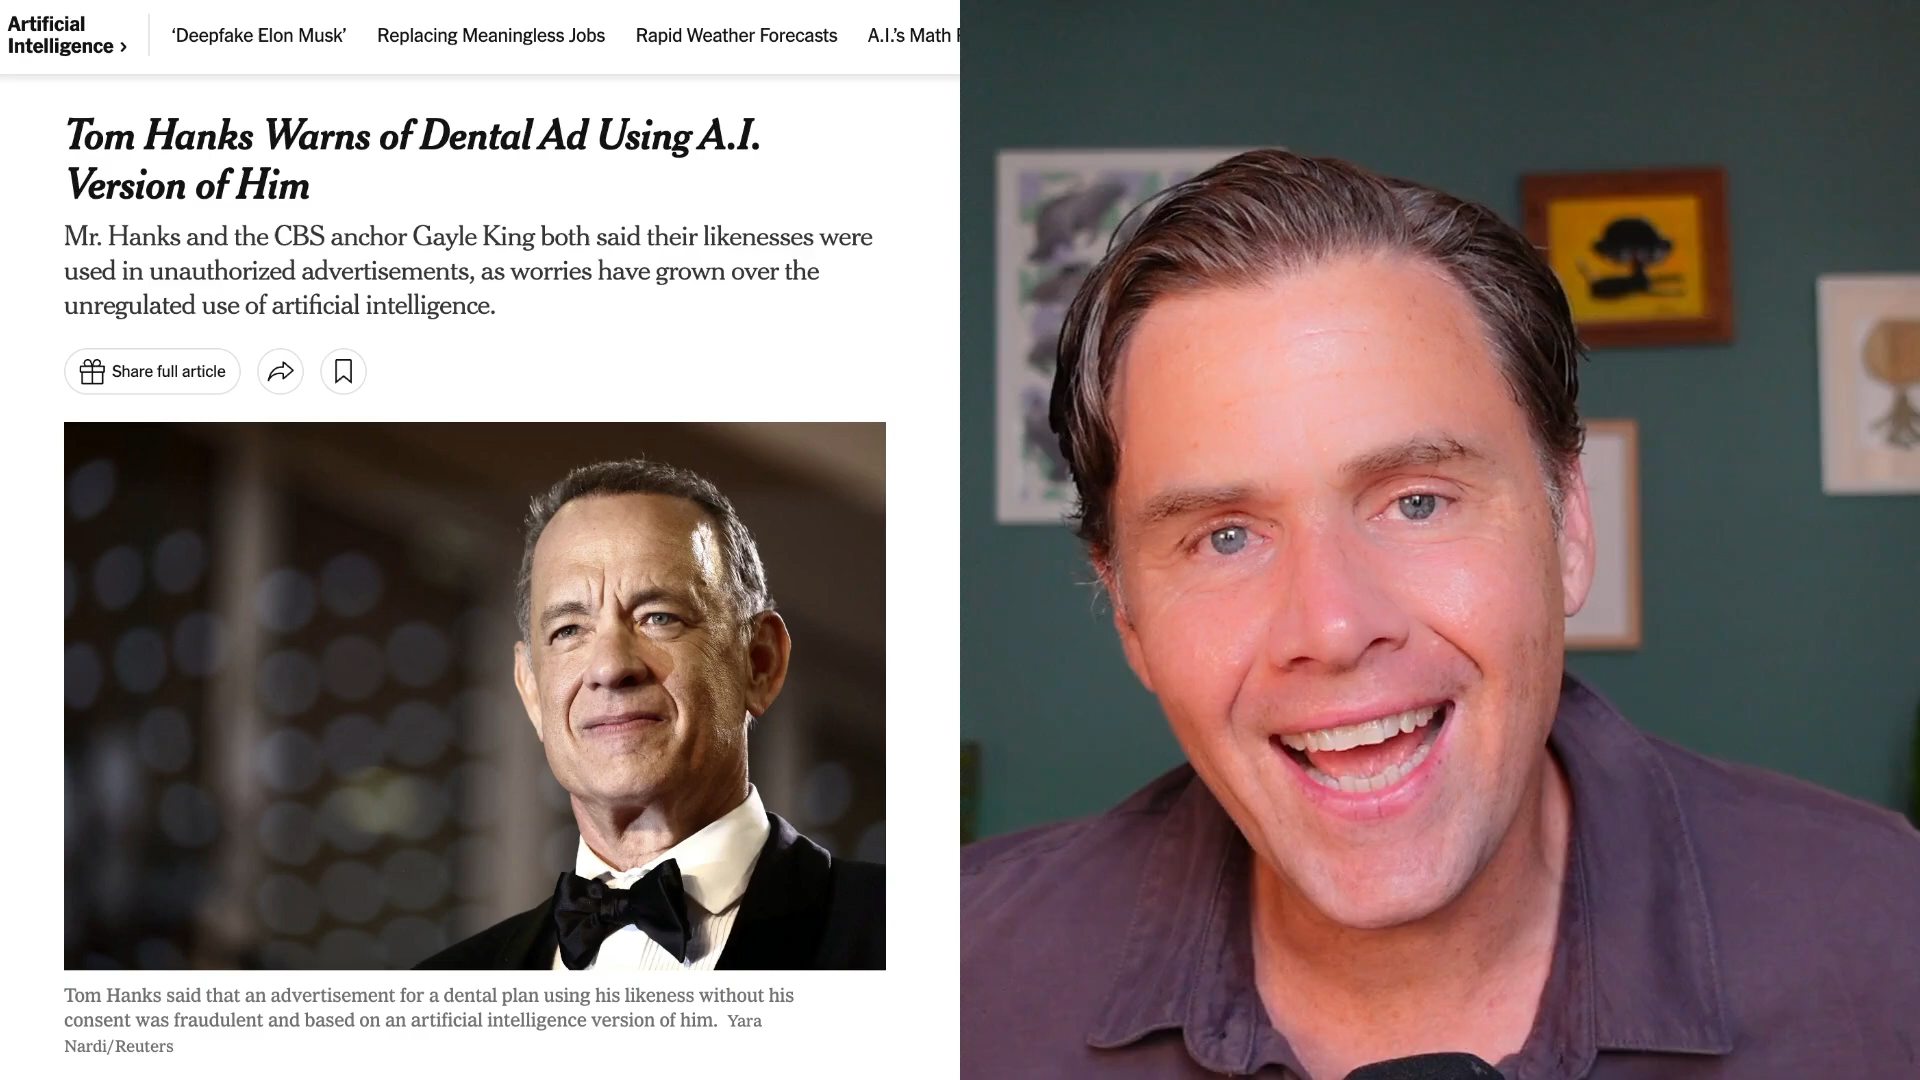 Artificial
Intelligence ›
‘Deepfake Elon Musk’ Replacing Meaningless Jobs Rapid Weather Forecasts A.I.’s Math
Tom Hanks Warns of Dental Ad Using A.I.
Version of Him
Mr. Hanks and the CBS anchor Gayle King both said their likenesses were
used in unauthorized advertisements, as worries have grown over the
unregulated use of artificial intelligence.
Share full article
Tom Hanks said that an advertisement for a dental plan using his likeness without his
consent was fraudulent and based on an artificial intelligence version of him. Yara
Nardi/Reuters